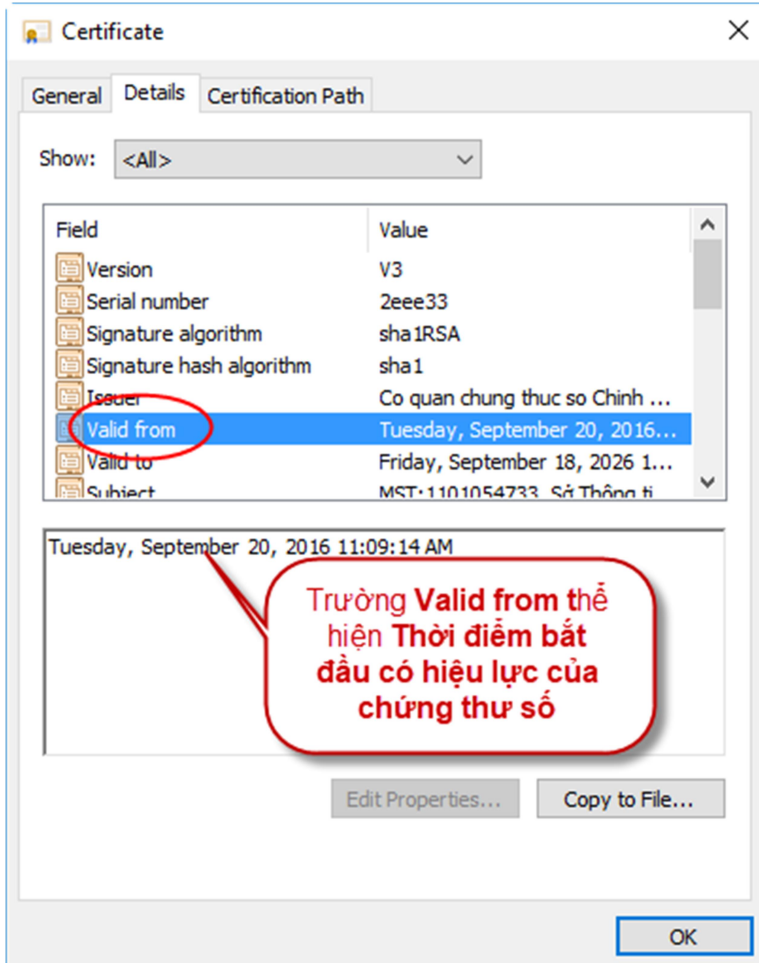 Certificate
General Details Certification Path
Show: <All>
Field Value
Version V3
Serial number 2eee33
Signature algorithm sha1RSA
Signature hash algorithm sha1
Issuer Co quan chung thuc so Chinh ...
Valid from Tuesday, September 20, 2016...
Valid to Friday, September 18, 2026 1...
Subject MST:1101054733, Sở Thông ti
Tuesday, September 20, 2016 11:09:14 AM
Trường Valid from thể
hiện Thời điểm bắt
đầu có hiệu lực của
chứng thư số
Edit Properties... Copy to File...
OK